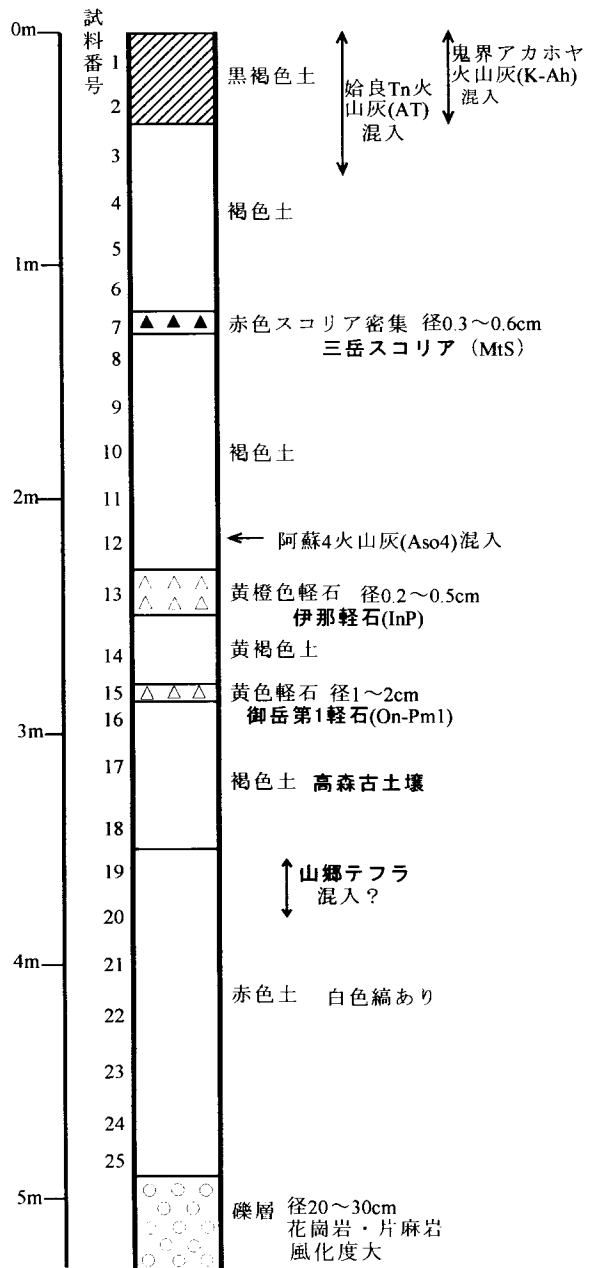 試料番号
0m
1
2
3
4
5
6
7
8
9
10
11
12
13
14
15
16
17
18
19
20
21
22
23
24
25
1m
2m
3m
4m
5m
黒褐色土
姶良Tn火
山灰(AT)
混入
鬼界アカホヤ
火山灰(K-Ah)
混入
褐色土
赤色スコリア密集 径0.3～0.6cm
三岳スコリア (MtS)
褐色土
阿蘇4火山灰(Aso4)混入
黄橙色軽石 径0.2～0.5cm
伊那軽石(InP)
黄褐色土
黄色軽石 径1～2cm
御岳第1軽石(On-Pm1)
褐色土 高森古土壌
山郷テフラ
混入？
赤色土 白色縞あり
礫層 径20～30cm
花崗岩・片麻岩
風化度大